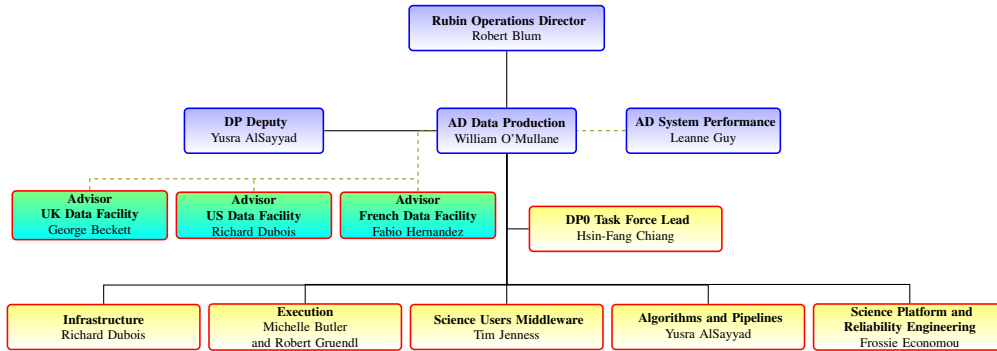 Rubin Operations Director
Robert Blum
DP Deputy
Yusra AlSayyad
AD Data Production
William O’Mullane
AD System Performance
Leanne Guy
Advisor
UK Data Facility
George Beckett
Advisor
US Data Facility
Richard Dubois
Advisor
French Data Facility
Fabio Hernandez
DP0 Task Force Lead
Hsin-Fang Chiang
Infrastructure
Richard Dubois
Execution
Michelle Butler
and Robert Gruendl
Science Users Middleware
Tim Jenness
Algorithms and Pipelines
Yusra AlSayyad
Science Platform and
Reliability Engineering
Frossie Economou